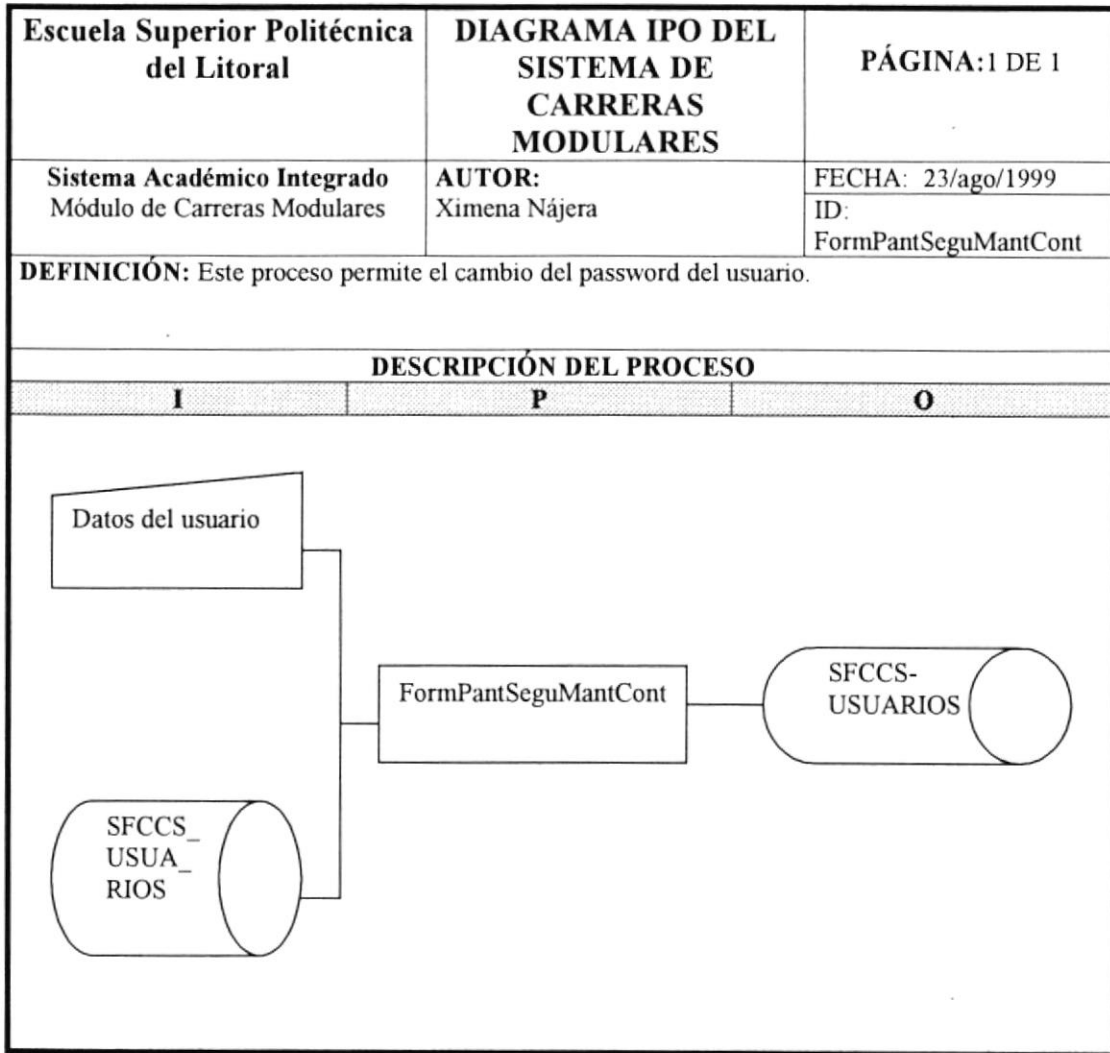 Escuela Superior Politécnica
del Litoral
DIAGRAMA IPO DEL
SISTEMA DE
CARRERAS
MODULARES
PÁGINA:1 DE 1
Sistema Académico Integrado
Módulo de Carreras Modulares
AUTOR:
Ximena Nájera
FECHA: 23/ago/1999
ID:
FormPantSeguMantCont
DEFINICIÓN: Este proceso permite el cambio del password del usuario.
DESCRIPCIÓN DEL PROCESO
I P O
Datos del usuario
FormPantSeguMantCont
SFCCS-
USUARIOS
SFCCS_
USUA_
RIOS